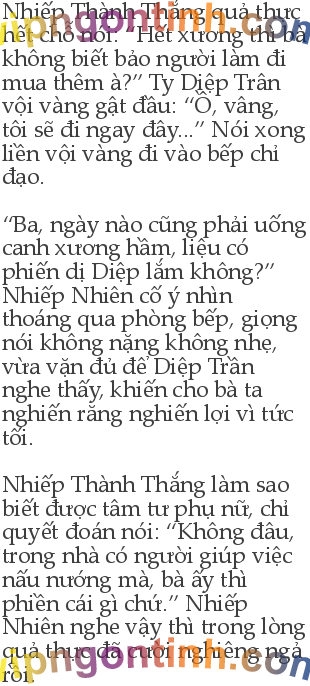 Nhiếp Thành Thắng quả thực
hết chỗ nói: “Hết xương thì bà
không biết bảo người làm đi
mua thêm à?” Ty Diệp Trân
vội vàng gật đầu: “Ồ, vâng,
tôi sẽ đi ngay đây...” Nói xong
liền vội vàng đi vào bếp chỉ
đạo.
“Ba, ngày nào cũng phải uống
canh xương hầm, liệu có
phiến dị Diệp lắm không?”
Nhiếp Nhiên cố ý nhìn
thoáng qua phòng bếp, giọng
nói không nặng không nhẹ,
vừa vặn đủ để Diệp Trần
nghe thấy, khiến cho bà ta
nghiến răng nghiến lợi vì tức
tối.
Nhiếp Thành Thắng làm sao
biết được tâm tư phụ nữ, chỉ
quyết đoán nói: “Không đâu,
trong nhà có người giúp việc
nấu nướng mà, bà ấy thì
phiền cái gì chứ.” Nhiếp
Nhiên nghe vậy thì trong lòng
quả thực đã cười nghiêng ngả
rồi.
vipngontinh.com